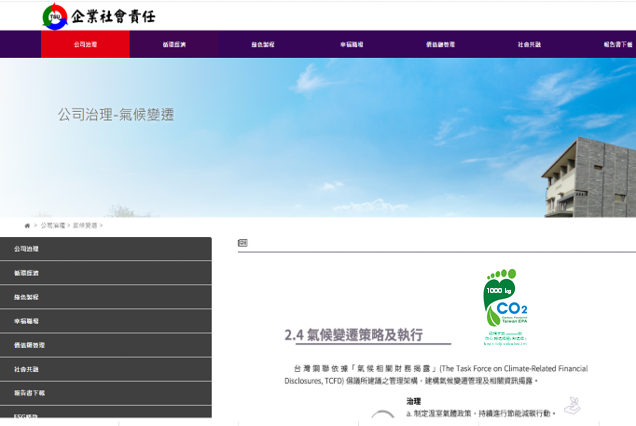 TSU 企業社會責任
公司治理 循環經濟 綠色製程 幸福職場 價值鏈管理 社會共融 報告書下載
公司治理-氣候變遷
> 公司治理 > 氣候變遷 >
公司治理
循環經濟
綠色製程
幸福職場
價值鏈管理
社會共融
報告書下載
1000 kg
CO2
Carbon Footprint
Taiwan EPA
2.4 氣候變遷策略及執行
台灣鋼聯依據「氣候相關財務揭露」(The Task Force on Climate-Related Financial
Disclosures, TCFD) 倡議所建議之管理架構，建構氣候變遷管理及相關資訊揭露。
治理
a. 制定溫室氣體政策，持續進行節能減碳行動。